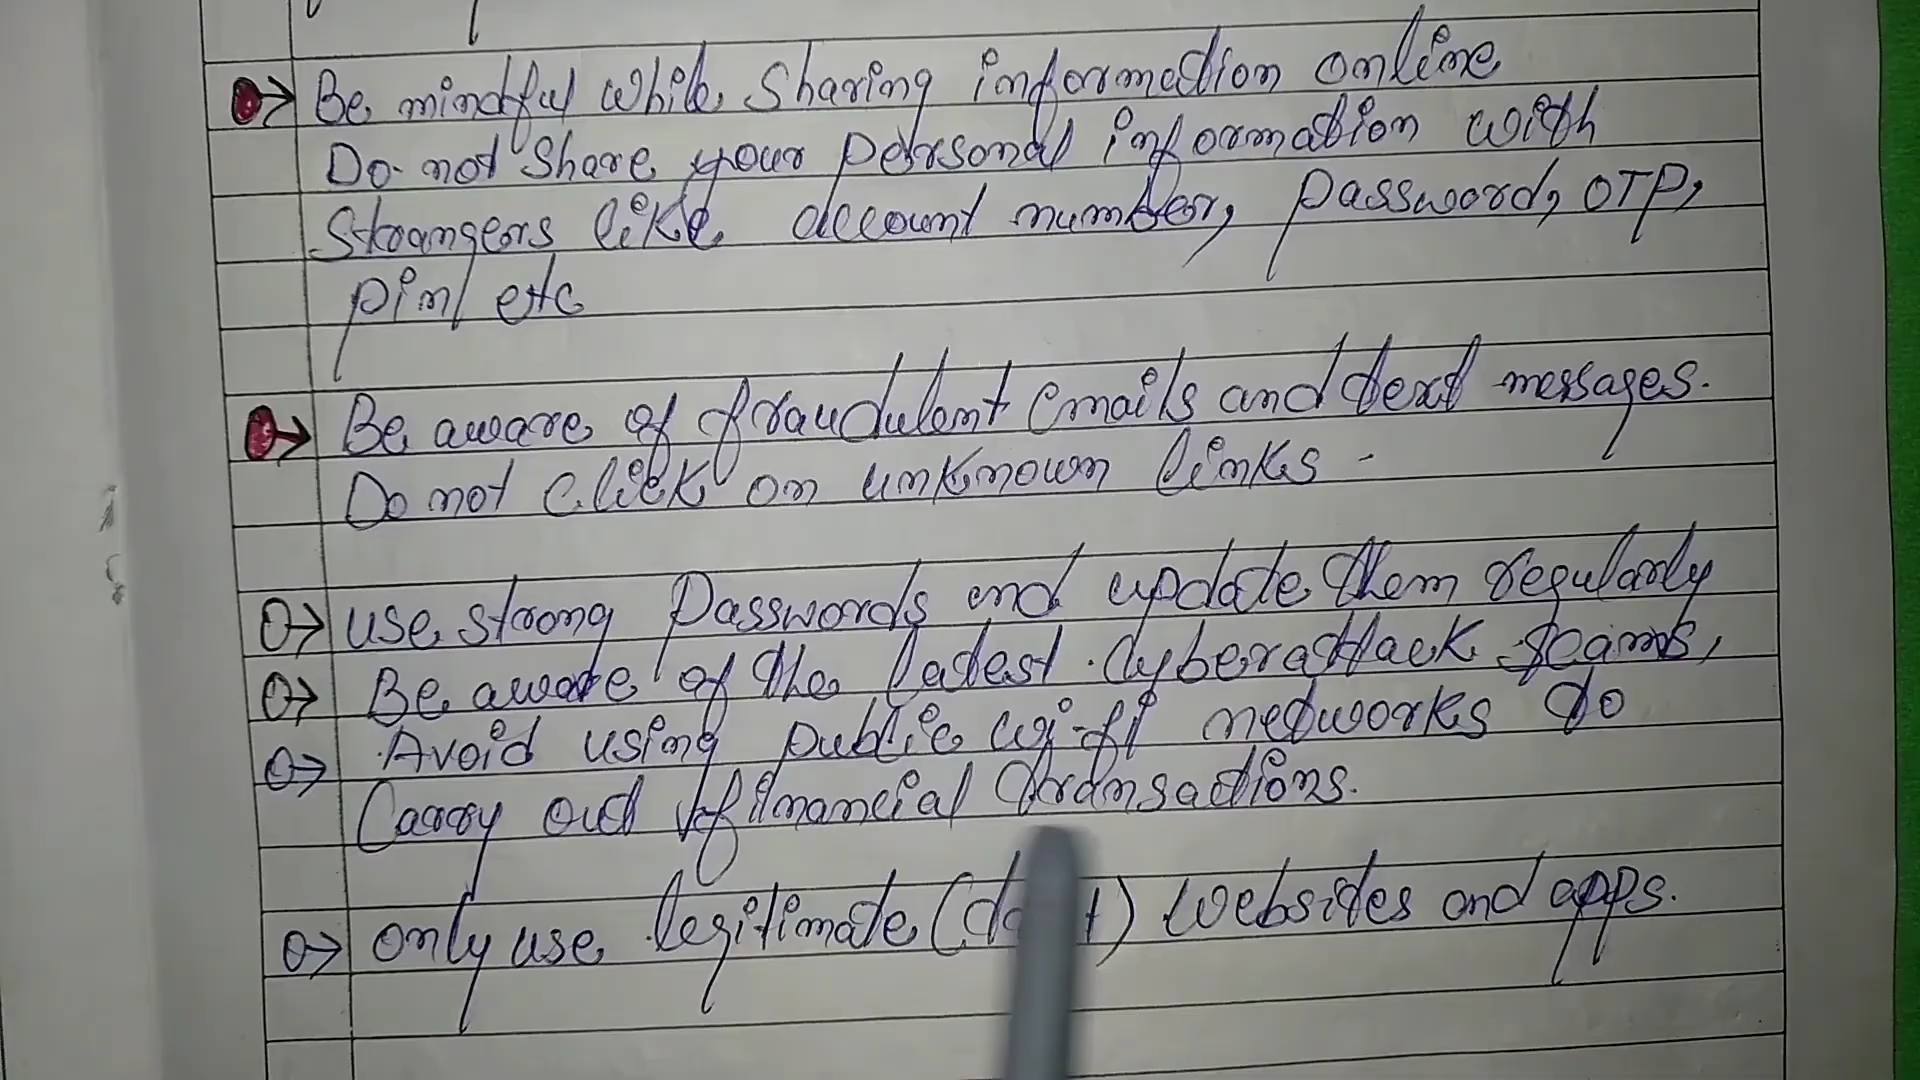 Be mindful while sharing information online
Do not share your personal information with
Strangers like account number, password, OTP,
pin etc
Be aware of fraudulent emails and text messages.
Do not click on unknown links.
use strong passwords and update them regularly
Be aware of the latest cyberattack scams,
Avoid using public wi-fi networks to
Carry out financial transactions.
only use legitimate ( ) websites and apps.